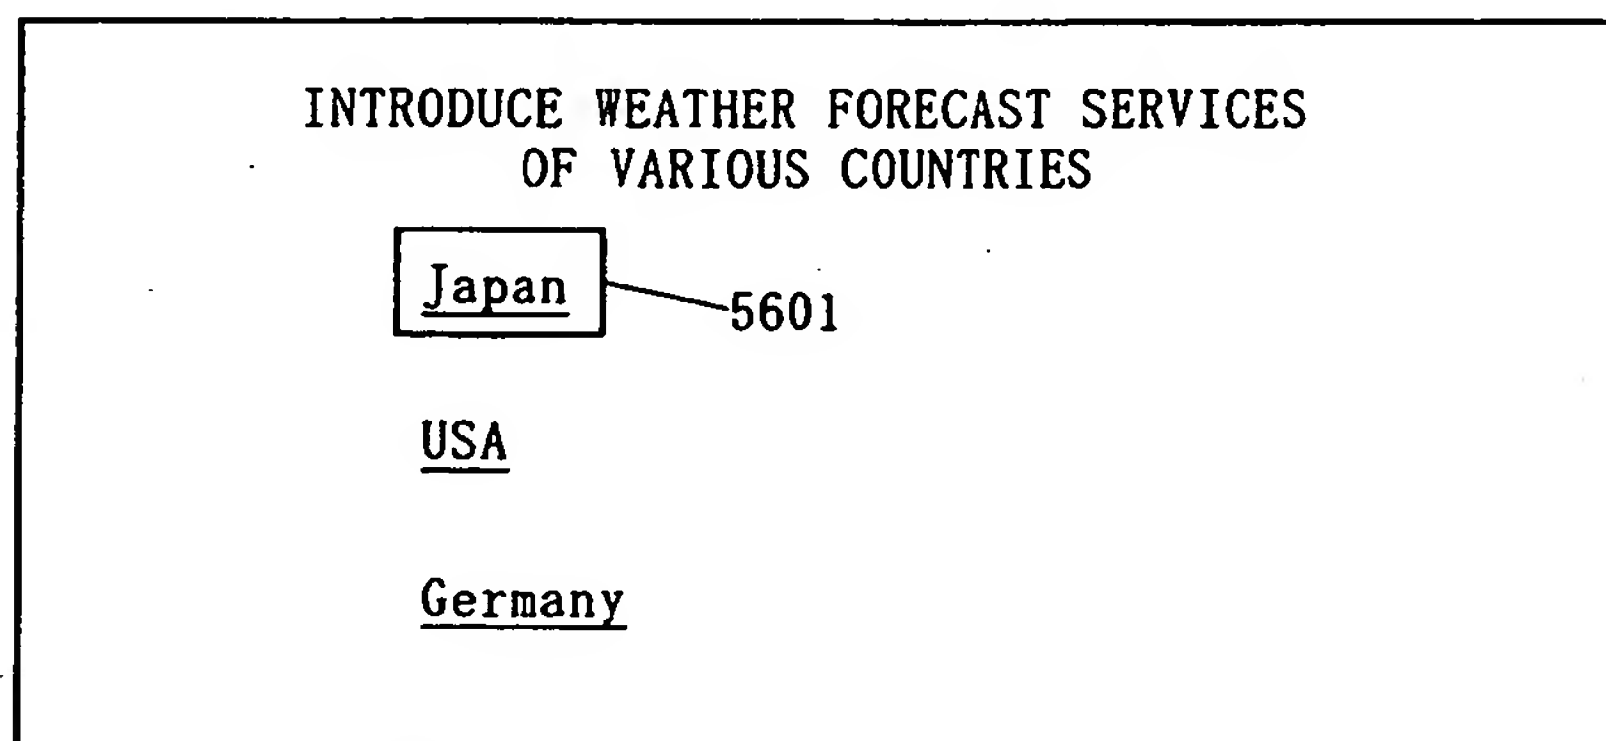 INTRODUCE WEATHER FORECAST SERVICES
OF VARIOUS COUNTRIES
Japan
5601
USA
Germany